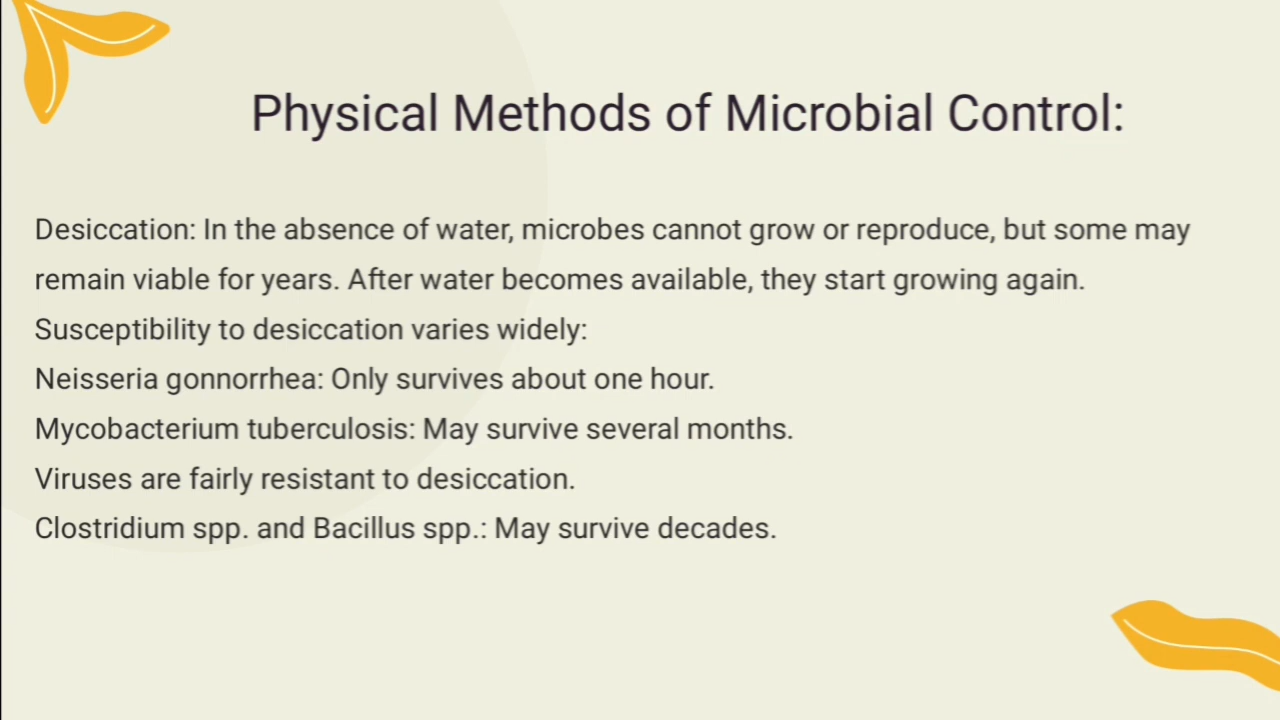 Physical Methods of Microbial Control:
Desiccation: In the absence of water, microbes cannot grow or reproduce, but some may
remain viable for years. After water becomes available, they start growing again.
Susceptibility to desiccation varies widely:
Neisseria gonnorrhea: Only survives about one hour.
Mycobacterium tuberculosis: May survive several months.
Viruses are fairly resistant to desiccation.
Clostridium spp. and Bacillus spp.: May survive decades.